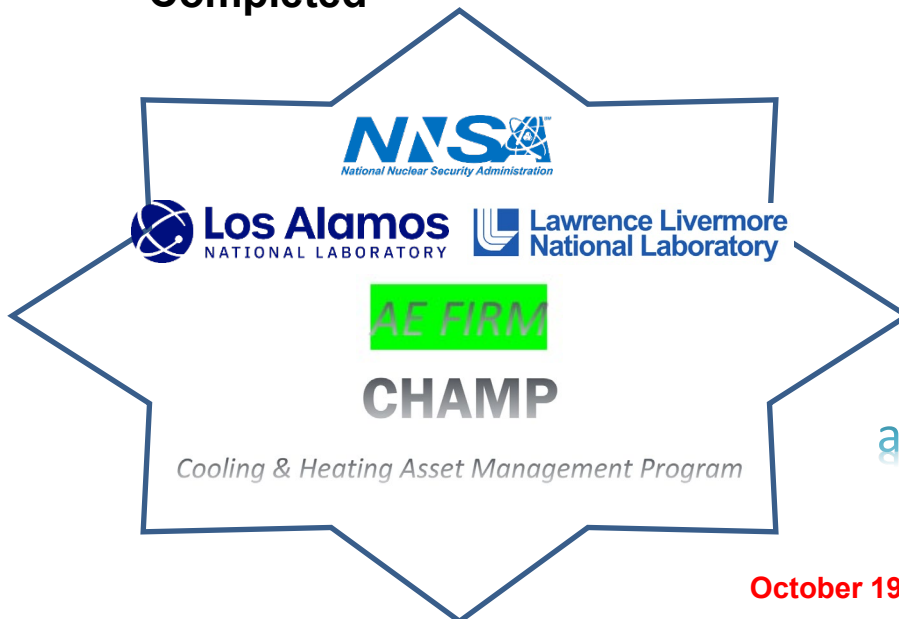 Completed
NNSA
National Nuclear Security Administration
Los Alamos
NATIONAL LABORATORY
Lawrence Livermore
National Laboratory
AE FIRM
CHAMP
Cooling & Heating Asset Management Program
a
October 19